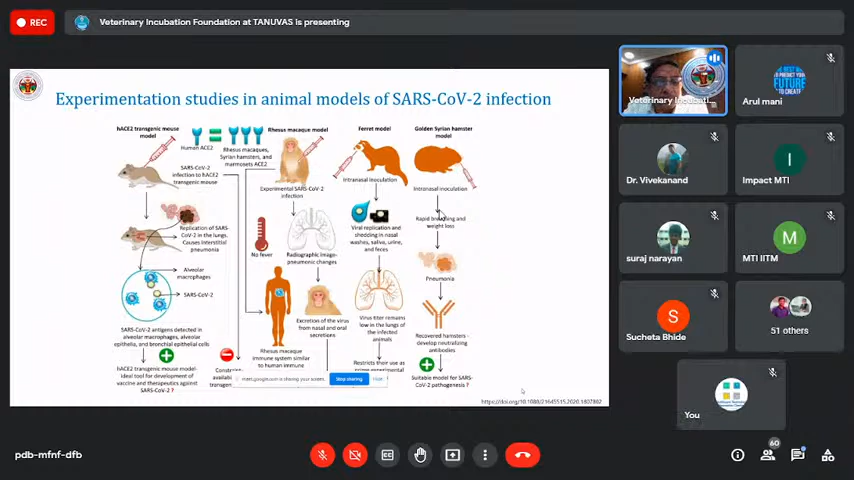 REC
Veterinary Incubation Foundation at TANUVAS is presenting
Experimentation studies in animal models of SARS-CoV-2 infection
hACE2 transgenic mouse
model
Human ACE2
Rhesus macaques,
Syrian hamsters, and
marmosets ACE2
Rhesus macaque model
Ferret model
Golden Syrian hamster
model
SARS-CoV-2
infection to hACE2
transgenic mouse
Experimental SARS-CoV-2
infection
Intranasal inoculation
Intranasal inoculation
Replication of SARS-
CoV-2 in the lungs.
Causes interstitial
pneumonia
No fever
Radiographic image-
pneumonic changes
Viral replication and
shedding in nasal
washes, saliva, urine,
and feces
Rapid breathing and
weight loss
Pneumonia
Alveolar
macrophages
SARS-CoV-2
SARS-CoV-2 antigens detected in
alveolar macrophages, alveolar
epithelia, and bronchial epithelial cells
Excretion of the virus
from nasal and oral
secretions
Virus titer remains
low in the lungs of
the infected
animals
Recovered hamsters -
develop neutralizing
antibodies
Rhesus macaque
immune system similar
to human immune
hACE2 transgenic mouse model-
ideal tool for development of
vaccine and therapeutics against
SARS-CoV-2 ?
meet.google.com is sharing your screen.
Stop sharing
Hide
Restricts their use as
Suitable model for SARS-
CoV-2 pathogenesis ?
https://doi.org/10.1080/21645515.2020.1807802
Veterinary Incubati...
Arul mani
Dr. Vivekanand
I
Impact MTI
suraj narayan
M
MTI IITM
S
Sucheta Bhide
51 others
You
pdb-mfnf-dfb
60